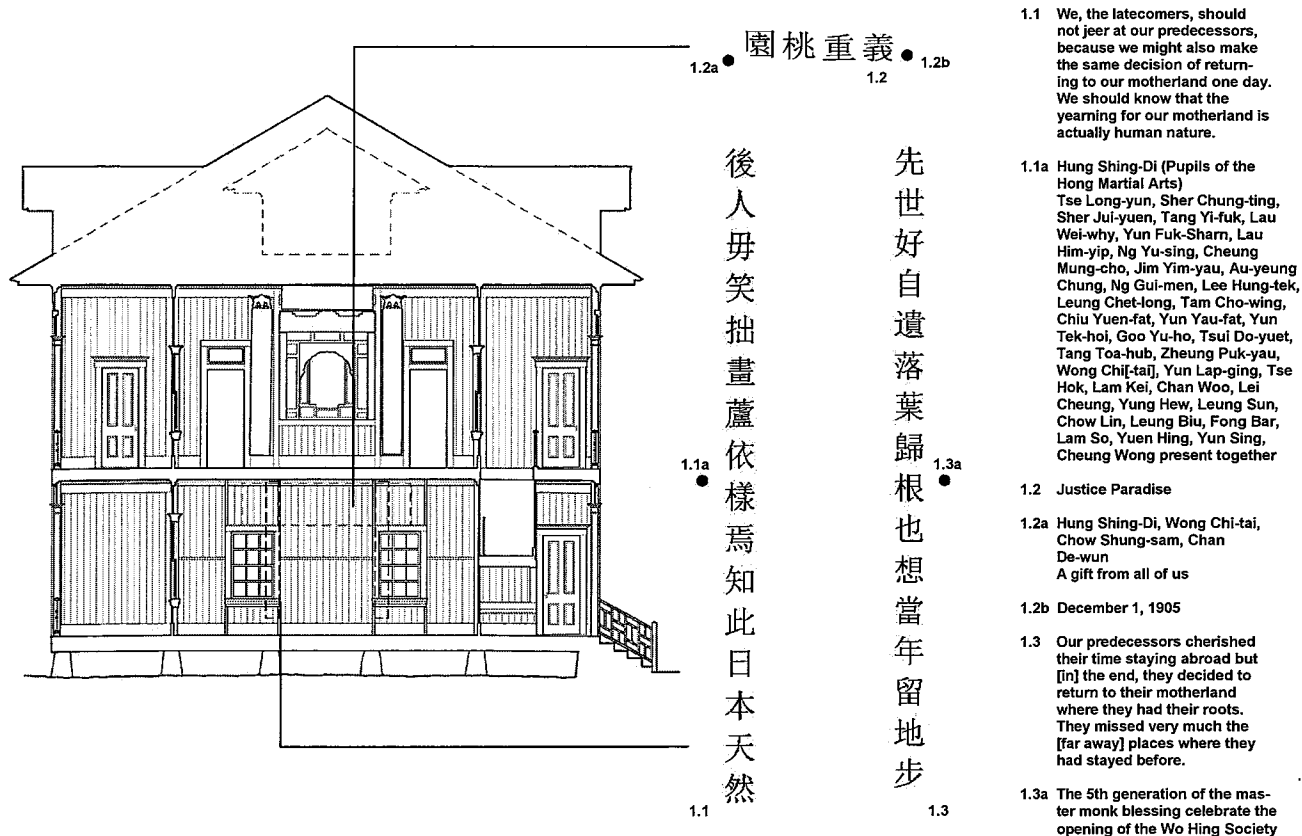 園桃重義
1.2a
1.2b
1.2
先世好自遺落葉歸根也想當年留地步
1.3a
1.3
後人毋笑拙畫蘆依樣焉知此日本天然
1.1a
1.1
1.1 We, the latecomers, should
not jeer at our predecessors,
because we might also make
the same decision of return-
ing to our motherland one day.
We should know that the
yearning for our motherland is
actually human nature.
1.1a Hung Shing-Di (Pupils of the
Hong Martial Arts)
Tse Long-yun, Sher Chung-ting,
Sher Jui-yuen, Tang Yi-fuk, Lau
Wei-why, Yun Fuk-Sharn, Lau
Him-yip, Ng Yu-sing, Cheung
Mung-cho, Jim Yim-yau, Au-yeung
Chung, Ng Gui-men, Lee Hung-tek,
Leung Chet-long, Tam Cho-wing,
Chiu Yuen-fat, Yun Yau-fat, Yun
Tek-hoi, Goo Yu-ho, Tsui Do-yuet,
Tang Toa-hub, Zheung Puk-yau,
Wong Chi[-tai], Yun Lap-ging, Tse
Hok, Lam Kei, Chan Woo, Lei
Cheung, Yung Hew, Leung Sun,
Chow Lin, Leung Biu, Fong Bar,
Lam So, Yuen Hing, Yun Sing,
Cheung Wong present together
1.2 Justice Paradise
1.2a Hung Shing-Di, Wong Chi-tai,
Chow Shung-sam, Chan
De-wun
A gift from all of us
1.2b December 1, 1905
1.3 Our predecessors cherished
their time staying abroad but
[in] the end, they decided to
return to their motherland
where they had their roots.
They missed very much the
[far away] places where they
had stayed before.
1.3a The 5th generation of the mas-
ter monk blessing celebrate the
opening of the Wo Hing Society